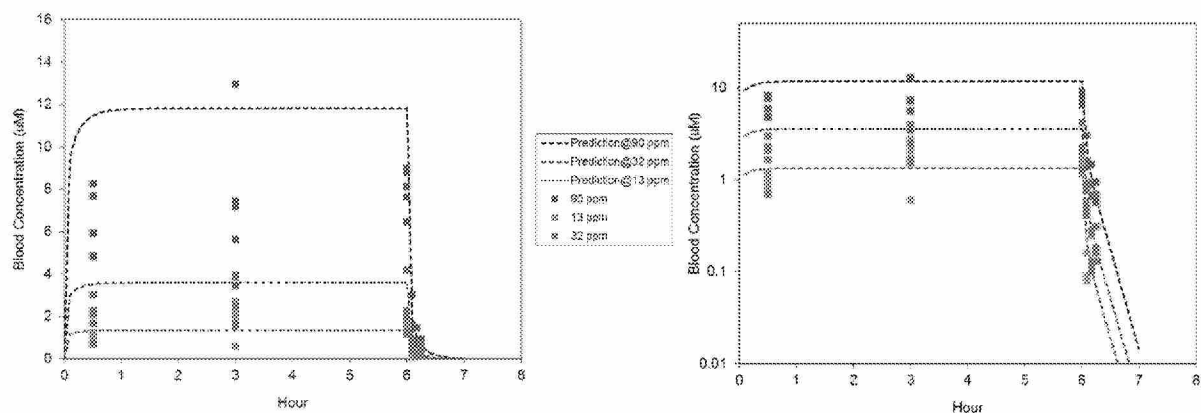 16
14
12
10
8
6
4
2
0
Blood Concentration (uM)
0 1 2 3 4 5 6 7 8
Hour
Prediction@90 ppm
Prediction@32 ppm
Prediction@13 ppm
90 ppm
13 ppm
32 ppm
10
1
0.1
0.01
Blood Concentration (uM)
0 1 2 3 4 5 6 7 8
Hour